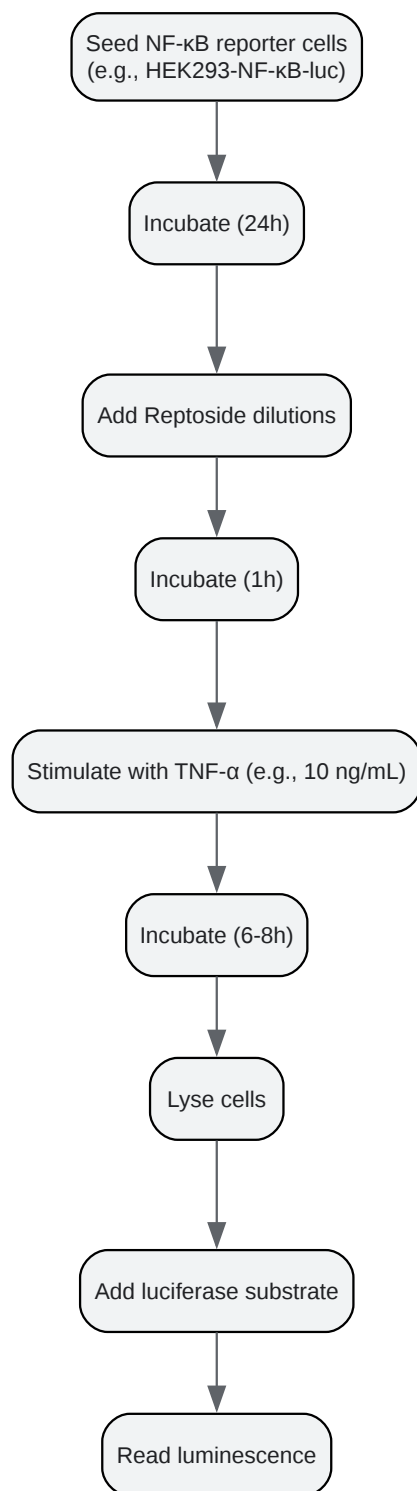 Seed NF-κB reporter cells
(e.g., HEK293-NF-κB-luc)
Incubate (24h)
Add Reptoside dilutions
Incubate (1h)
Stimulate with TNF-α (e.g., 10 ng/mL)
Incubate (6-8h)
Lyse cells
Add luciferase substrate
Read luminescence